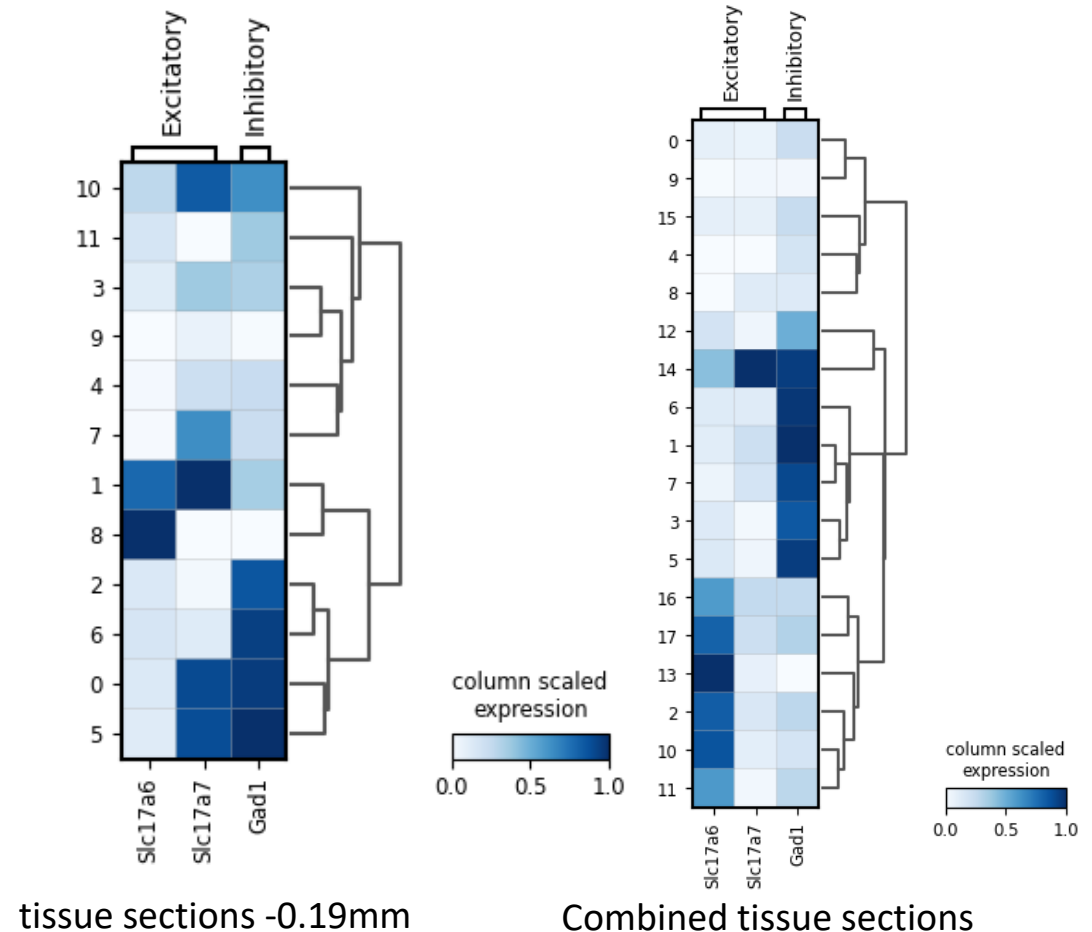 Excitatory
Inhibitory
10
11
3
9
4
7
1
8
2
6
0
5
Slc17a6
Slc17a7
Gad1
column scaled
expression
0.0 0.5 1.0
tissue sections -0.19mm
Excitatory
Inhibitory
0
9
15
4
8
12
14
6
1
7
3
5
16
17
13
2
10
11
Slc17a6
Slc17a7
Gad1
column scaled
expression
0.0 0.5 1.0
Combined tissue sections